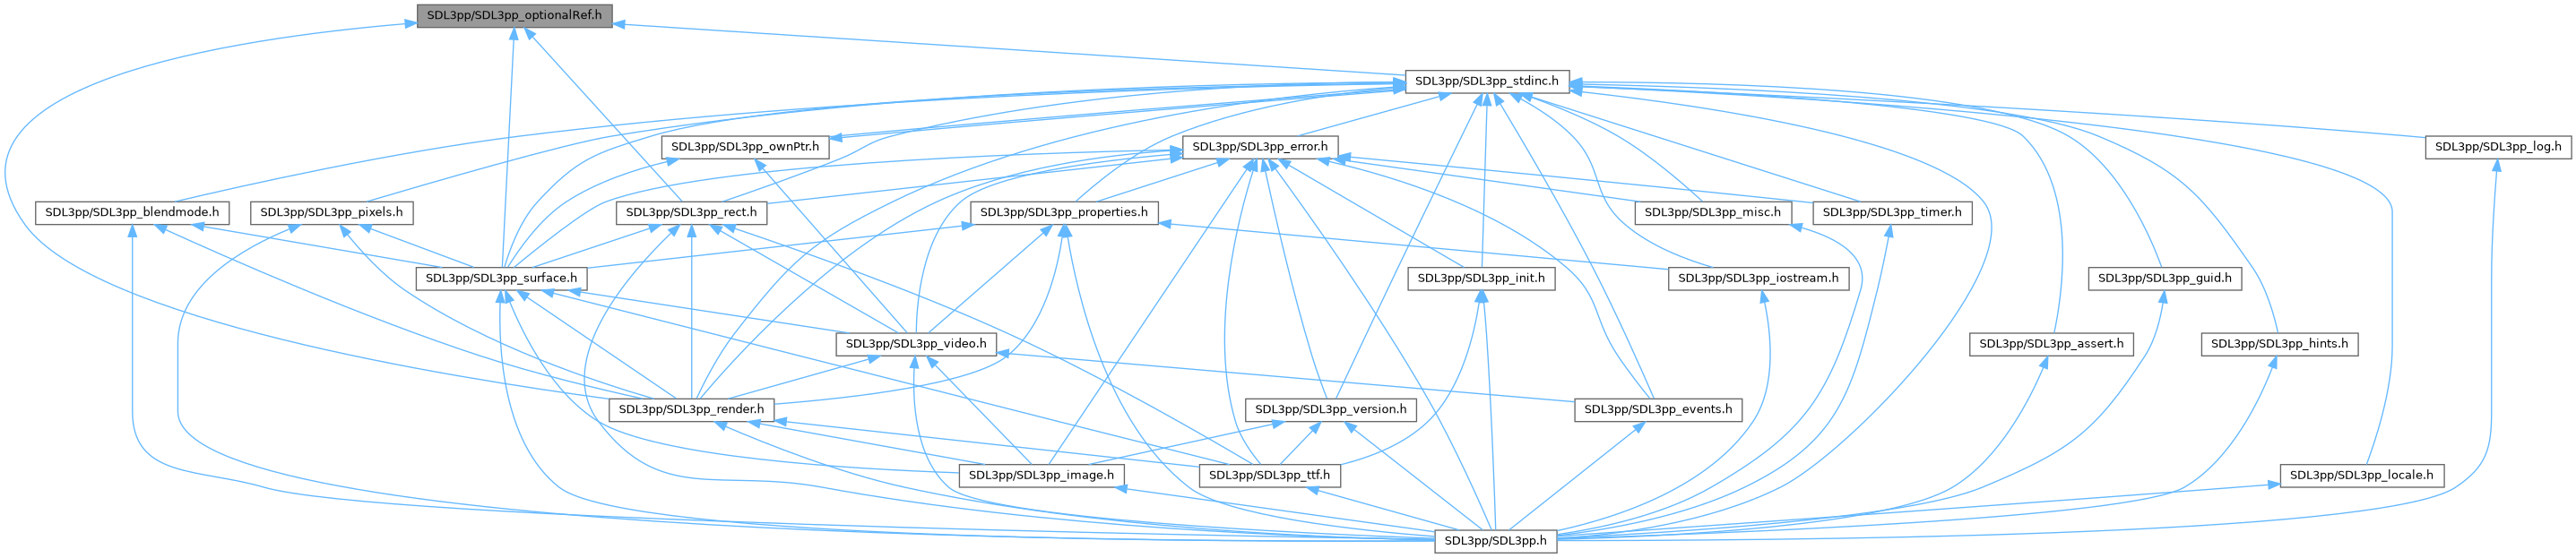 SDL3pp/SDL3pp_optionalRef.h
SDL3pp/SDL3pp_stdinc.h
SDL3pp/SDL3pp_ownPtr.h
SDL3pp/SDL3pp_error.h
SDL3pp/SDL3pp_log.h
SDL3pp/SDL3pp_blendmode.h
SDL3pp/SDL3pp_pixels.h
SDL3pp/SDL3pp_rect.h
SDL3pp/SDL3pp_properties.h
SDL3pp/SDL3pp_misc.h
SDL3pp/SDL3pp_timer.h
SDL3pp/SDL3pp_surface.h
SDL3pp/SDL3pp_init.h
SDL3pp/SDL3pp_iostream.h
SDL3pp/SDL3pp_guid.h
SDL3pp/SDL3pp_video.h
SDL3pp/SDL3pp_assert.h
SDL3pp/SDL3pp_hints.h
SDL3pp/SDL3pp_render.h
SDL3pp/SDL3pp_version.h
SDL3pp/SDL3pp_events.h
SDL3pp/SDL3pp_image.h
SDL3pp/SDL3pp_ttf.h
SDL3pp/SDL3pp_locale.h
SDL3pp/SDL3pp.h